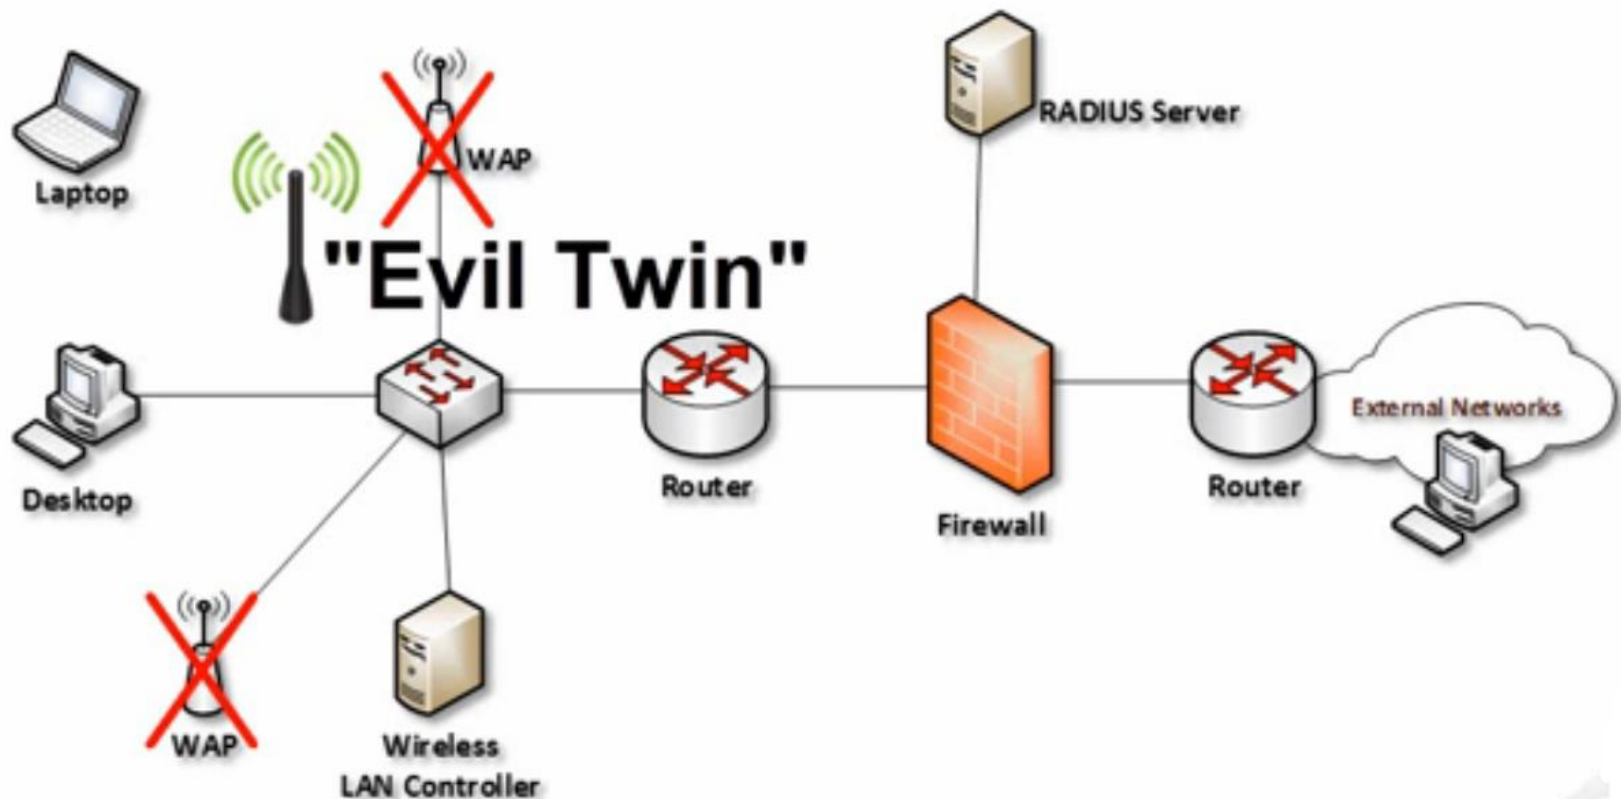 RADIUS Server
WAP
Laptop
"Evil Twin"
External Networks
Desktop
Router
Router
Firewall
WAP
Wireless
LAN Controller